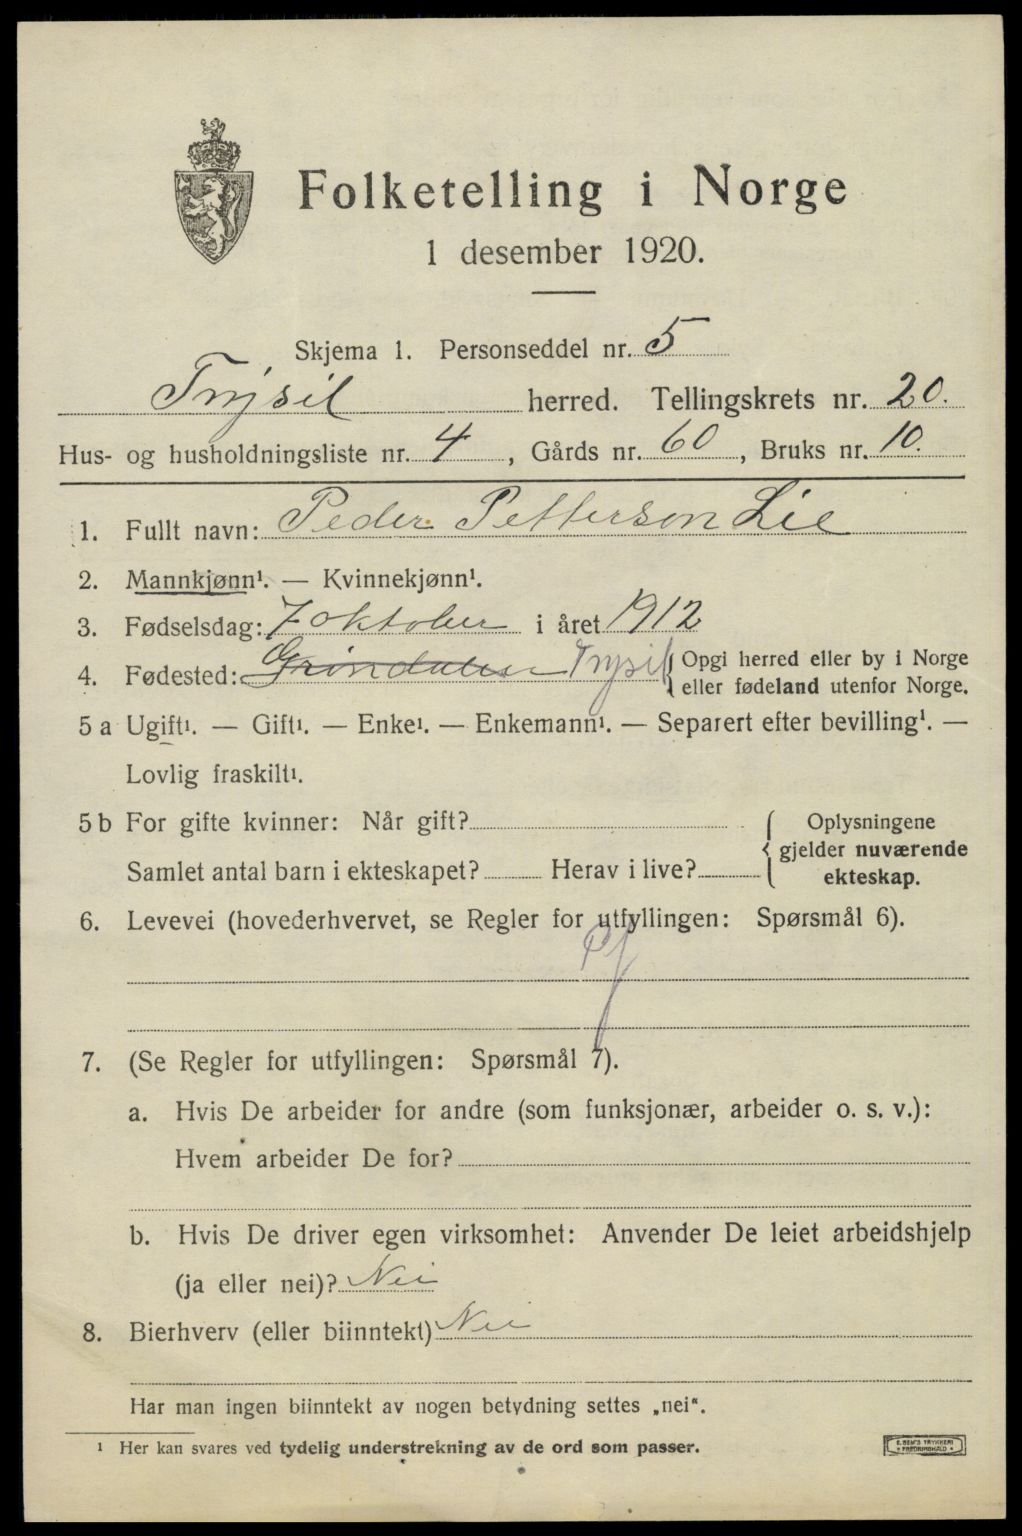 Folketelling i Norge
1 desember 1920.
Skjema 1. Personseddel nr. 5
Trysil herred. Tellingskrets nr. 20.
Hus- og husholdningsliste nr. 4, Gårds nr. 60, Bruks nr. 10.
1. Fullt navn: Peder Petterson Lie
2. Mannkjønn¹. — Kvinnekjønn¹.
3. Fødselsdag: 7 oktober i året 1912
4. Fødested: Grøndalen Trysil { Opgi herred eller by i Norge
eller fødeland utenfor Norge.
5 a Ugift¹. — Gift¹. — Enke¹. — Enkemann¹. — Separert efter bevilling¹. —
Lovlig fraskilt¹.
5 b For gifte kvinner: Når gift?
Samlet antal barn i ekteskapet? Herav i live?
{ Oplysningene
gjelder nuværende
ekteskap.
6. Levevei (hovederhvervet, se Regler for utfyllingen: Spørsmål 6).
7. (Se Regler for utfyllingen: Spørsmål 7).
a. Hvis De arbeider for andre (som funksjonær, arbeider o. s. v.):
Hvem arbeider De for?
b. Hvis De driver egen virksomhet: Anvender De leiet arbeidshjelp
(ja eller nei)? Nei
8. Bierhverv (eller biinntekt) Nei
Har man ingen biinntekt av nogen betydning settes „nei“.
¹ Her kan svares ved tydelig understrekning av de ord som passer.